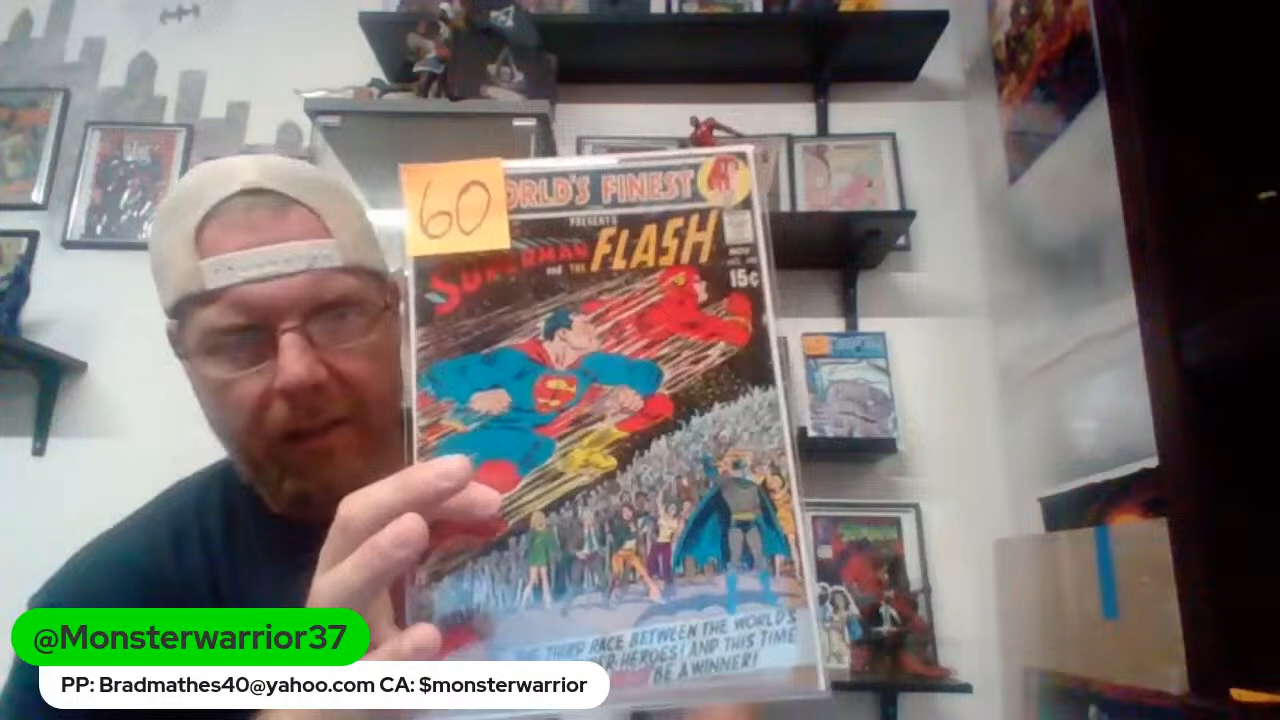 60
ORLD'S FINEST
PRESENTS
SUPERMAN
and THE FLASH
15¢
THIRD RACE BETWEEN THE WORLD'S
HEROES! AND THIS TIME
BE A WINNER!
@Monsterwarrior37
PP: Bradmathes40@yahoo.com CA: $monsterwarrior